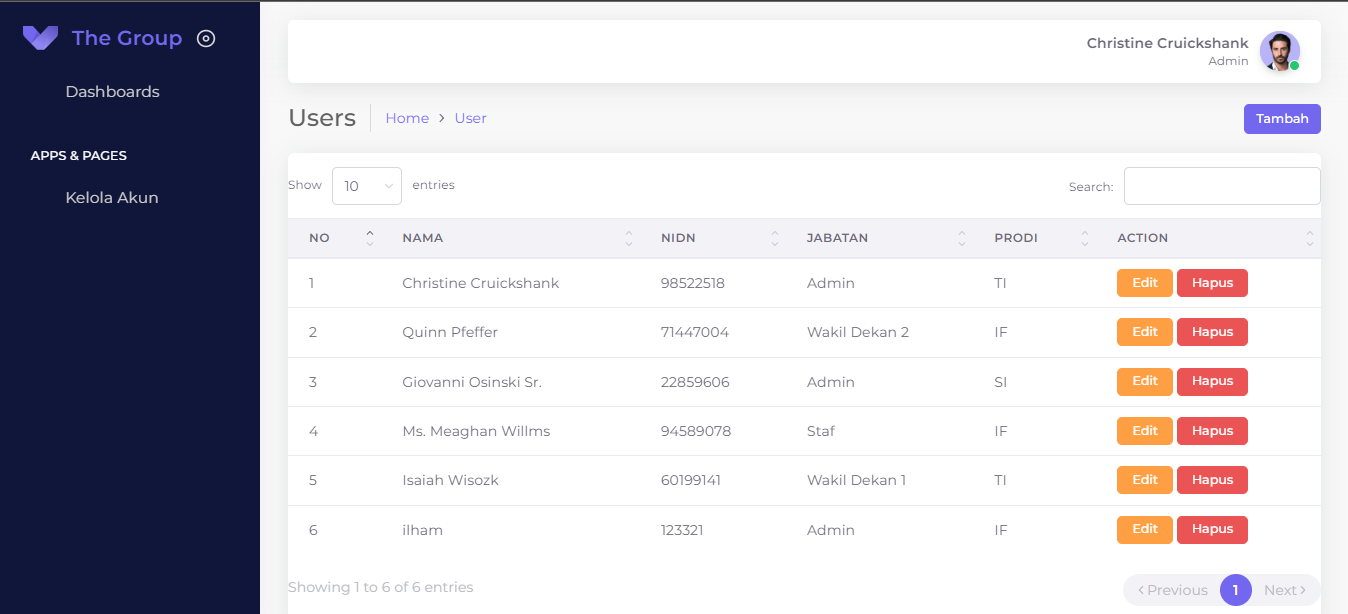 The Group
Dashboards
APPS & PAGES
Kelola Akun
Christine Cruickshank
Admin
Users Home User
Tambah
Show 10 entries Search:
NO NAMA NIDN JABATAN PRODI ACTION
1 Christine Cruickshank 98522518 Admin TI Edit Hapus
2 Quinn Pfeffer 71447004 Wakil Dekan 2 IF Edit Hapus
3 Giovanni Osinski Sr. 22859606 Admin SI Edit Hapus
4 Ms. Meaghan Willms 94589078 Staf IF Edit Hapus
5 Isaiah Wisozk 60199141 Wakil Dekan 1 TI Edit Hapus
6 ilham 123321 Admin IF Edit Hapus
Showing 1 to 6 of 6 entries Previous 1 Next